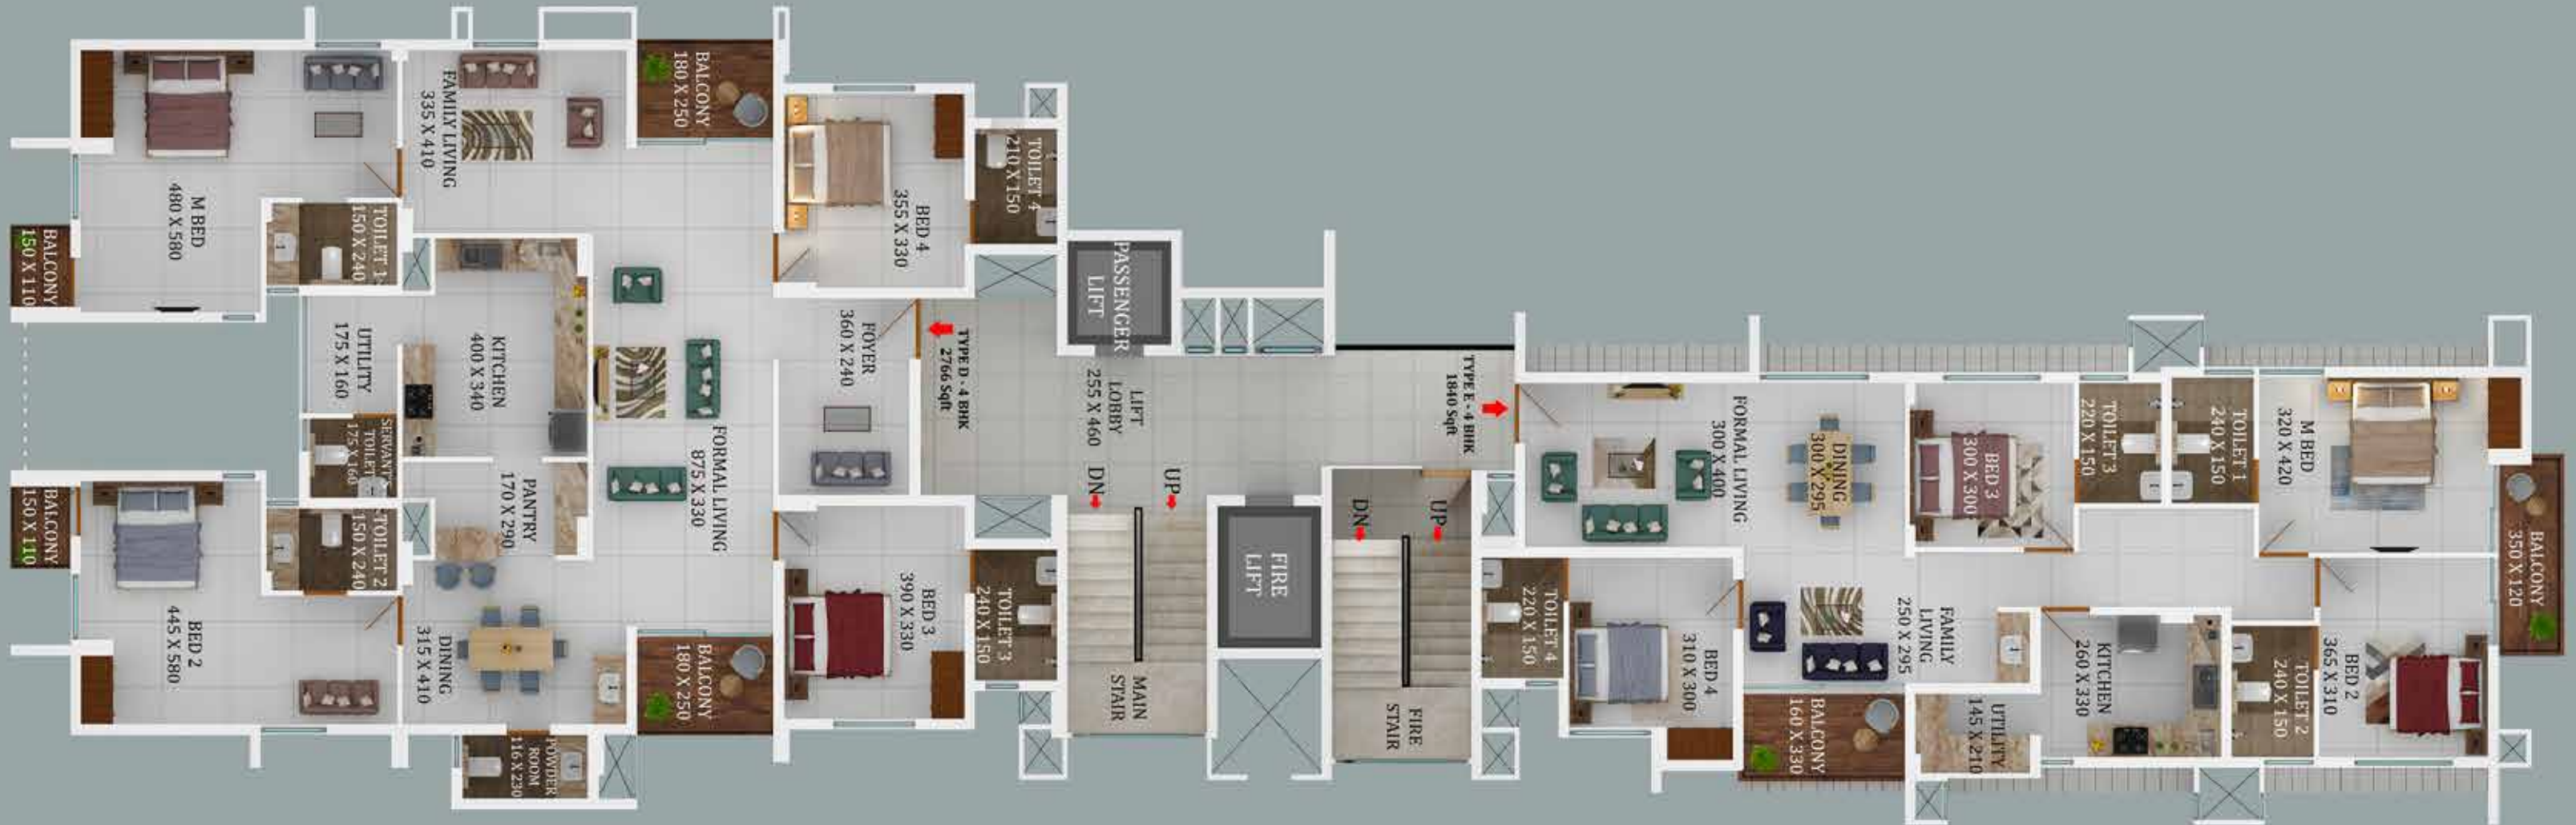 BALCONY
180 X 250
FAMILY LIVING
335 X 410
M BED
480 X 580
BALCONY
150 X 110
TOILET 1
150 X 240
BED 4
355 X 330
TOILET 4
210 X 150
PASSENGER
LIFT
UTILITY
175 X 160
KITCHEN
400 X 340
FOYER
360 X 240
TYPE D - 4 BHK
2766 Sqft
LIFT
LOBBY
255 X 460
SERVANT'S
TOILET
175 X 160
PANTRY
170 X 290
FORMAL LIVING
875 X 330
DN
UP
BALCONY
150 X 110
TOILET 2
150 X 240
BED 2
445 X 580
DINING
315 X 410
BALCONY
180 X 250
BED 3
390 X 330
TOILET 3
240 X 150
MAIN
STAIR
POWDER
ROOM
116 X 230
FIRE
LIFT
DN
UP
FIRE
STAIR
TYPE E - 4 BHK
1840 Sqft
FORMAL LIVING
300 X 400
DINING
300 X 295
BED 3
300 X 300
TOILET 3
220 X 150
TOILET 1
240 X 150
M BED
320 X 420
BALCONY
350 X 120
TOILET 4
220 X 150
BED 4
310 X 300
FAMILY
LIVING
250 X 295
BALCONY
160 X 330
UTILITY
145 X 210
KITCHEN
260 X 330
TOILET 2
240 X 150
BED 2
365 X 310